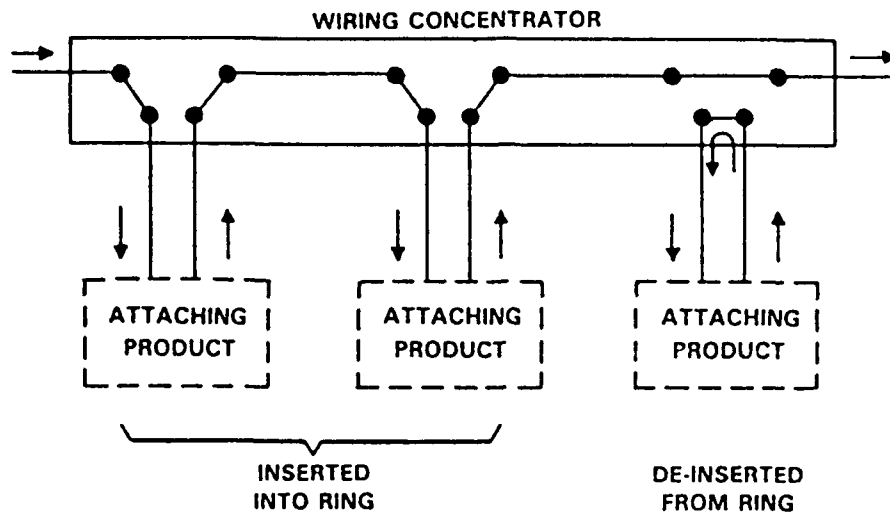 WIRING CONCENTRATOR
ATTACHING
PRODUCT
ATTACHING
PRODUCT
ATTACHING
PRODUCT
INSERTED
INTO RING
DE-INSERTED
FROM RING